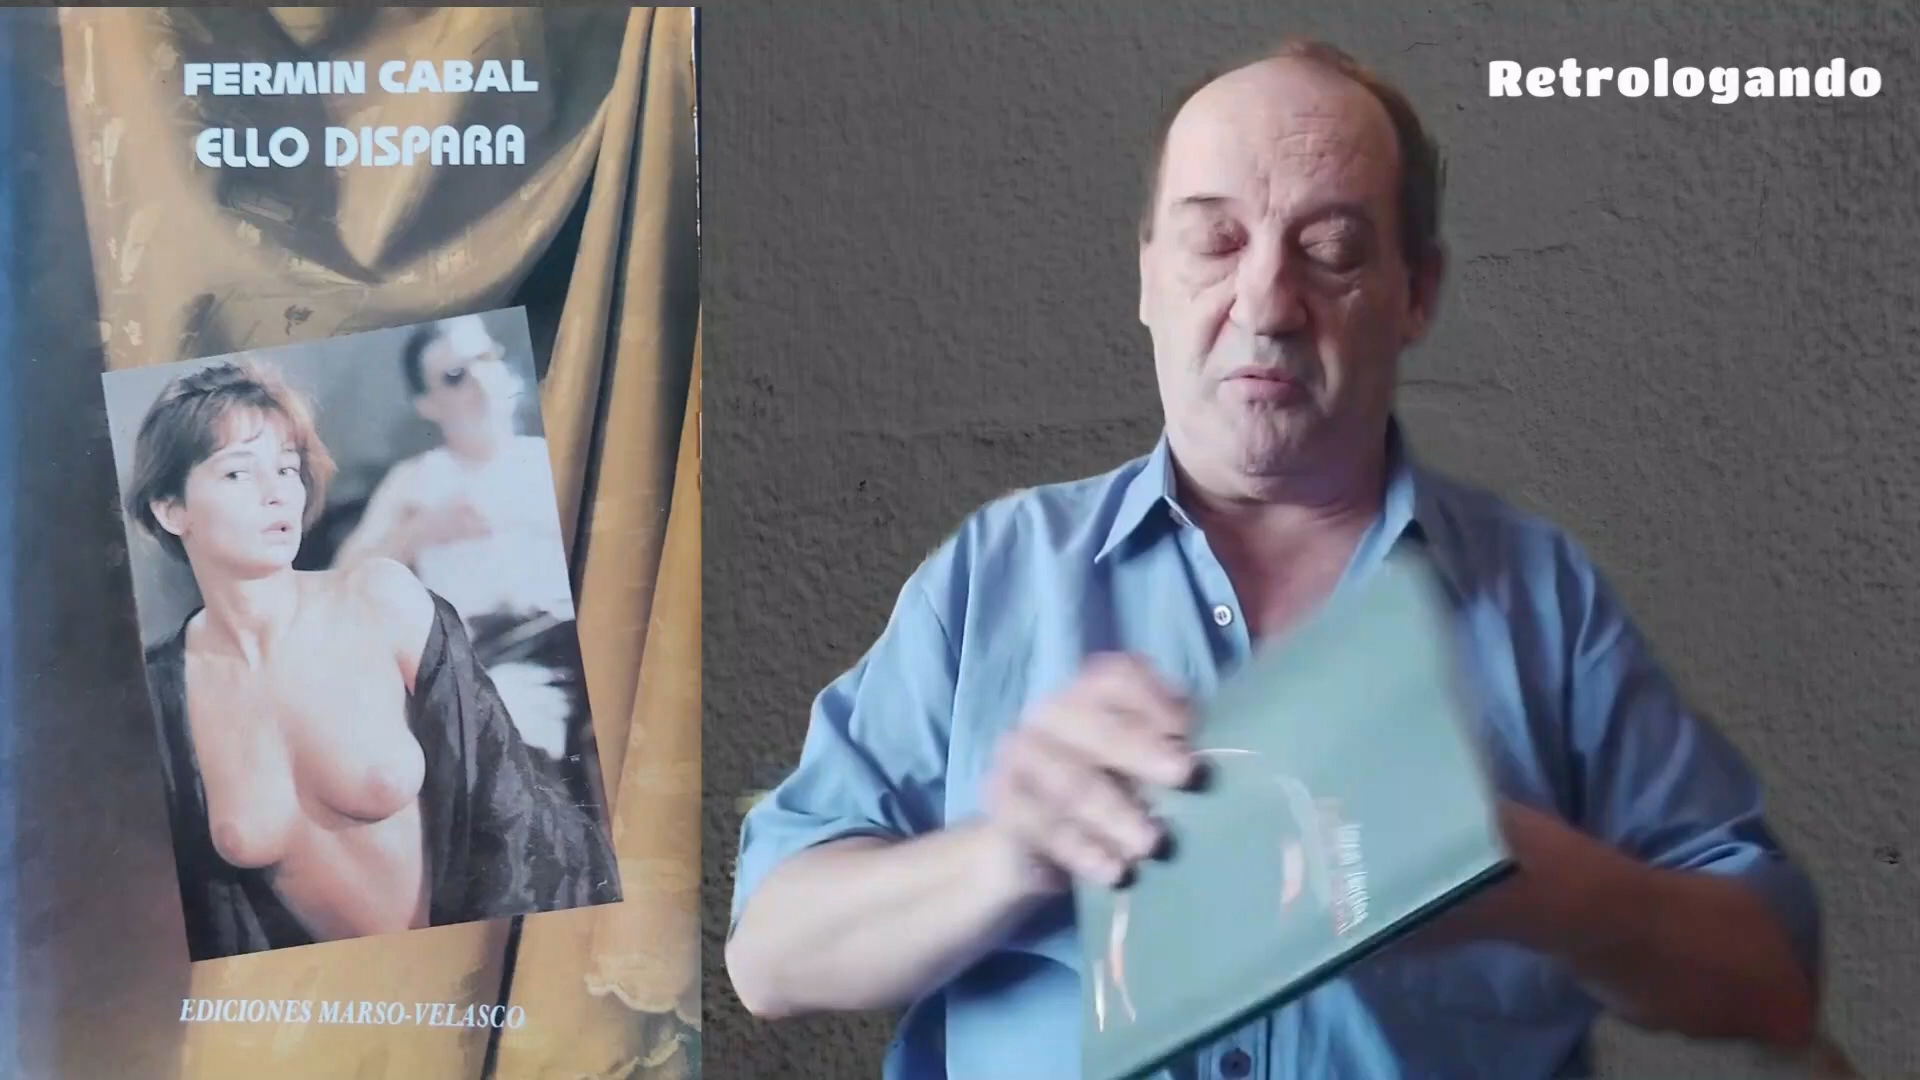 FERMIN CABAL
ELLO DISPARA
EDICIONES MARSO-VELASCO
Retrologando